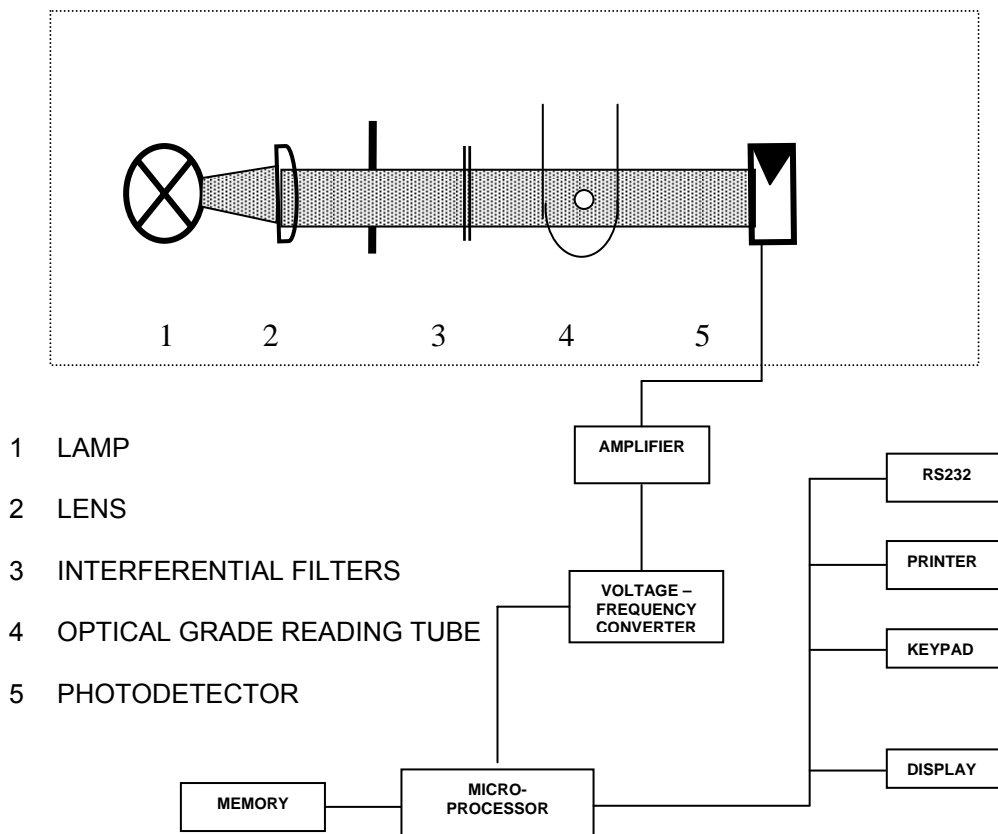 1 2 3 4 5
1 LAMP
2 LENS
3 INTERFERENTIAL FILTERS
4 OPTICAL GRADE READING TUBE
5 PHOTODETECTOR
AMPLIFIER
VOLTAGE –
FREQUENCY
CONVERTER
MICRO-
PROCESSOR
MEMORY
RS232
PRINTER
KEYPAD
DISPLAY